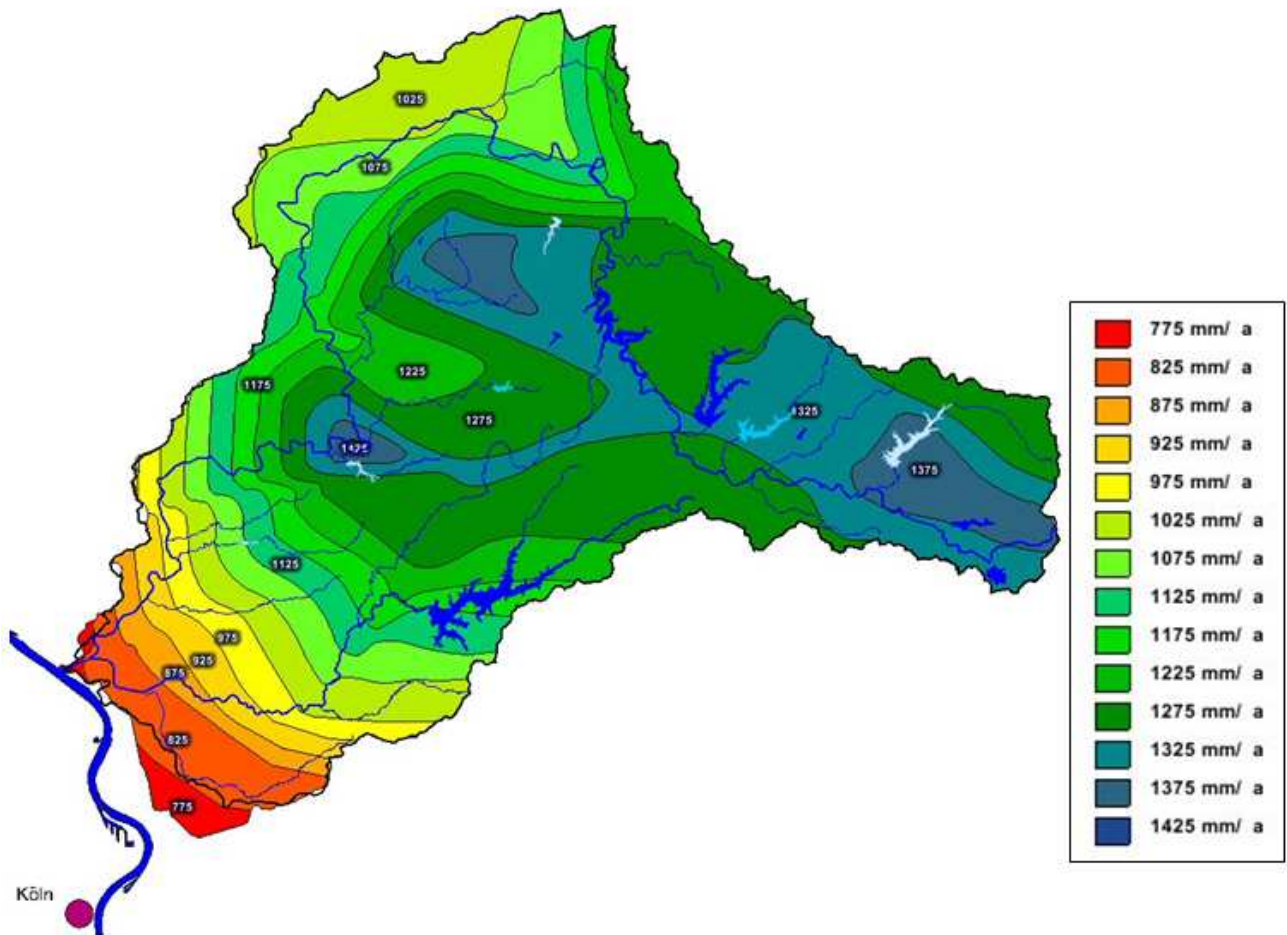 1025
1075
1225
1175
1325
1275
1425
1375
1125
975
925
875
825
775
Köln
775 mm/ a
825 mm/ a
875 mm/ a
925 mm/ a
975 mm/ a
1025 mm/ a
1075 mm/ a
1125 mm/ a
1175 mm/ a
1225 mm/ a
1275 mm/ a
1325 mm/ a
1375 mm/ a
1425 mm/ a